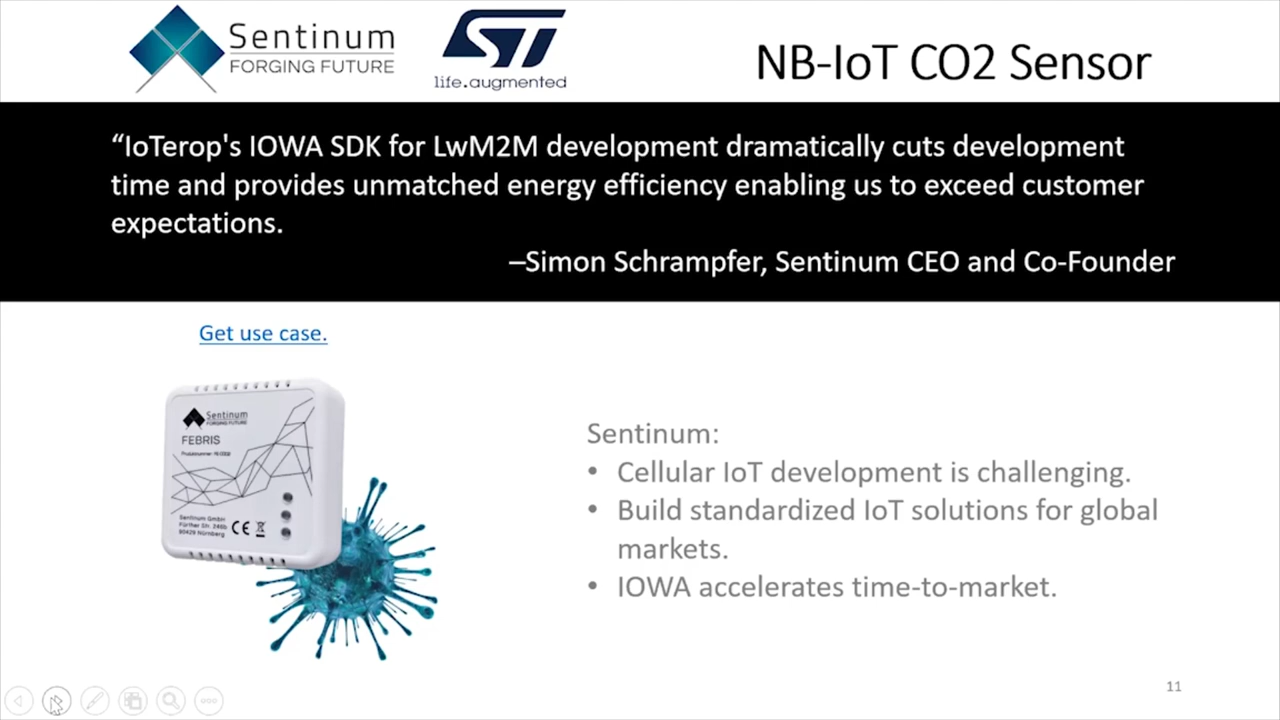 Sentinum
FORGING FUTURE
ST
life.augmented
NB-IoT CO2 Sensor
“IoTerop's IOWA SDK for LwM2M development dramatically cuts development
time and provides unmatched energy efficiency enabling us to exceed customer
expectations.
–Simon Schrampfer, Sentinum CEO and Co-Founder
Get use case.
Sentinum
FORGING FUTURE
FEBRIS
Sentinum GmbH
Fürther Str. 246b
90429 Nürnberg
CE
Sentinum:
• Cellular IoT development is challenging.
• Build standardized IoT solutions for global
markets.
• IOWA accelerates time-to-market.
11